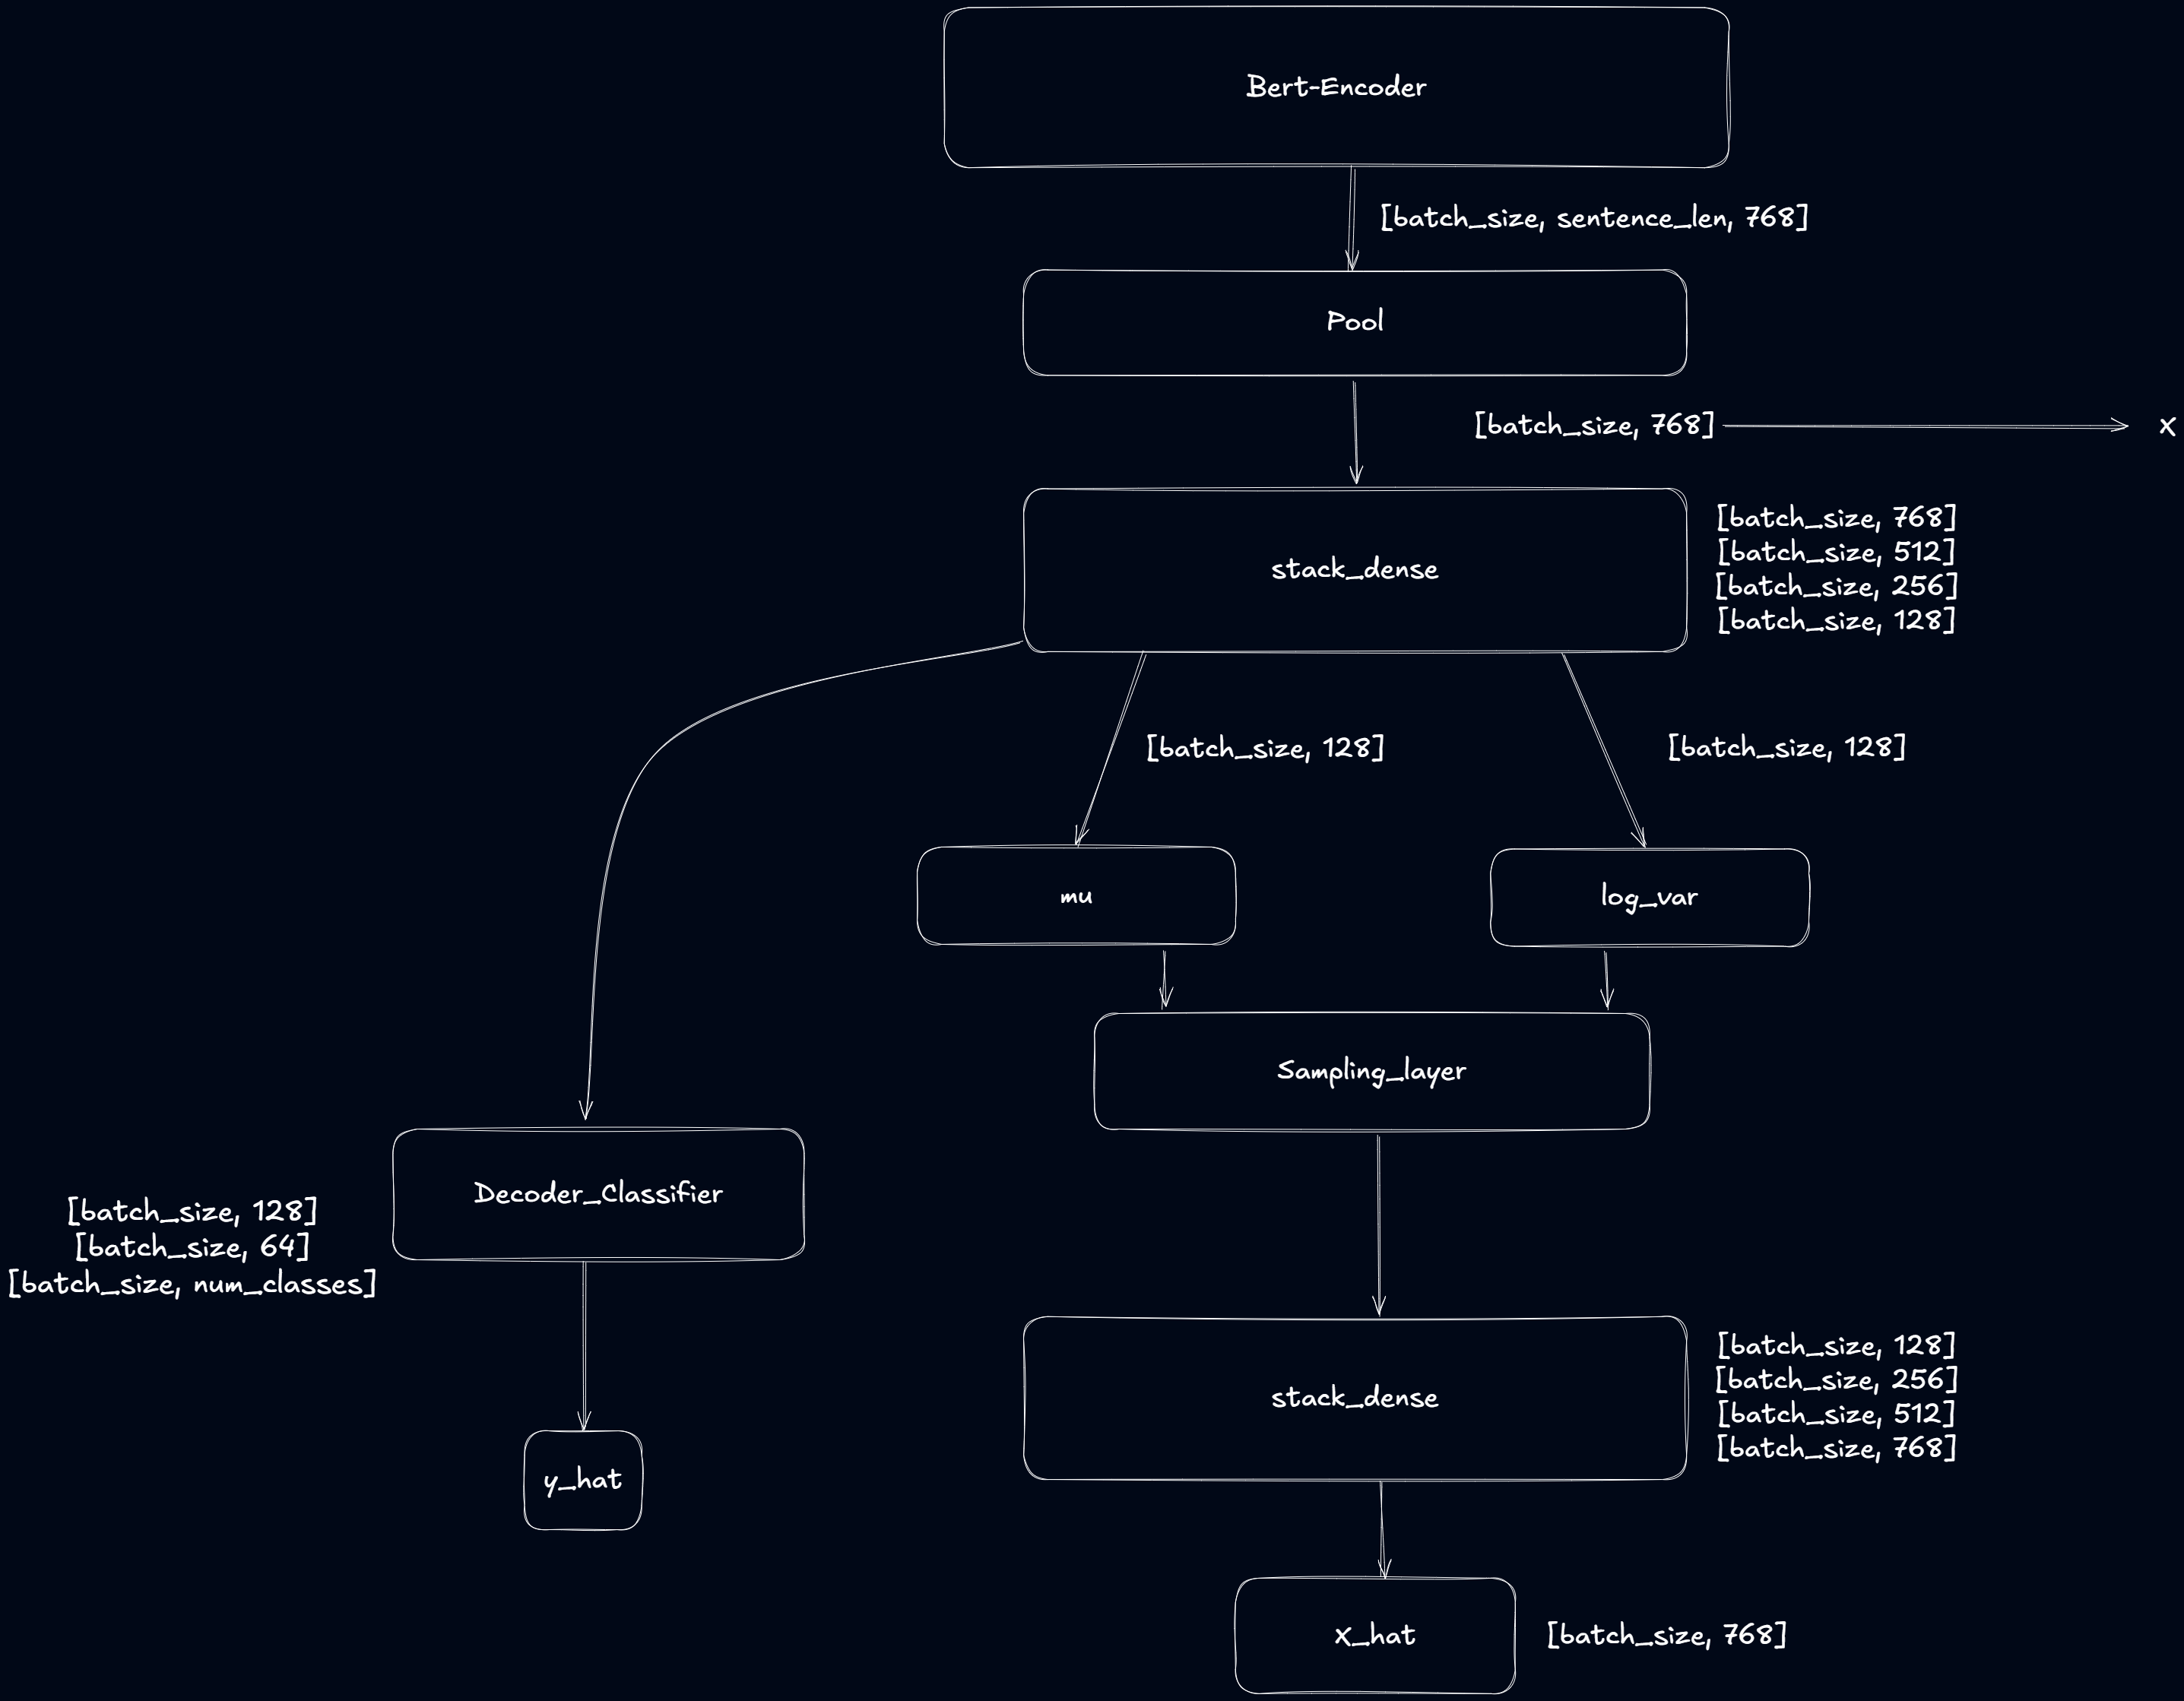 Bert-Encoder
[batch_size, sentence_len, 768]
Pool
[batch_size, 768]
x
stack_dense
[batch_size, 768]
[batch_size, 512]
[batch_size, 256]
[batch_size, 128]
[batch_size, 128]
[batch_size, 128]
mu
log_var
Sampling_layer
Decoder_Classifier
[batch_size, 128]
[batch_size, 64]
[batch_size, num_classes]
stack_dense
[batch_size, 128]
[batch_size, 256]
[batch_size, 512]
[batch_size, 768]
y_hat
x_hat
[batch_size, 768]